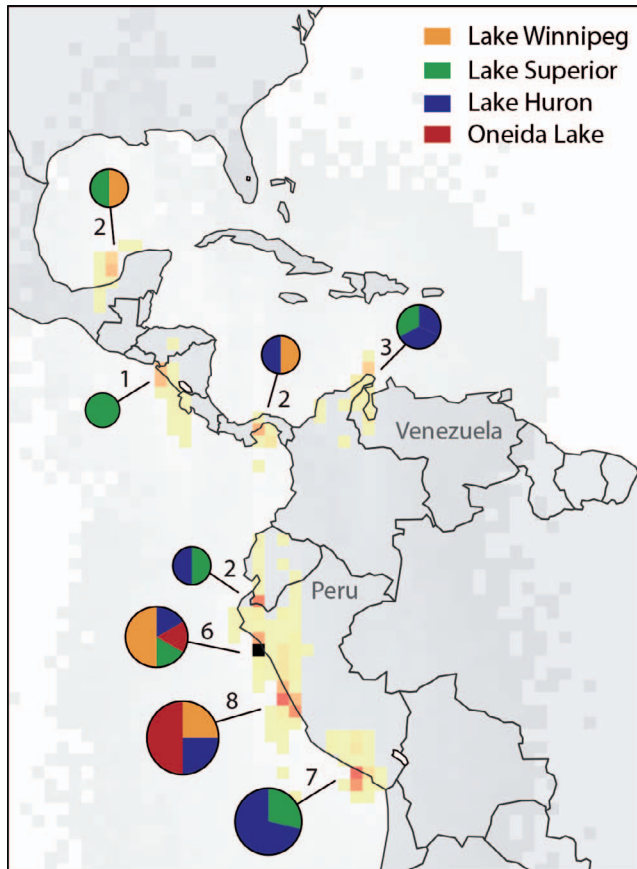 Lake Winnipeg
Lake Superior
Lake Huron
Oneida Lake
2
3
1
2
Venezuela
2
Peru
6
8
7